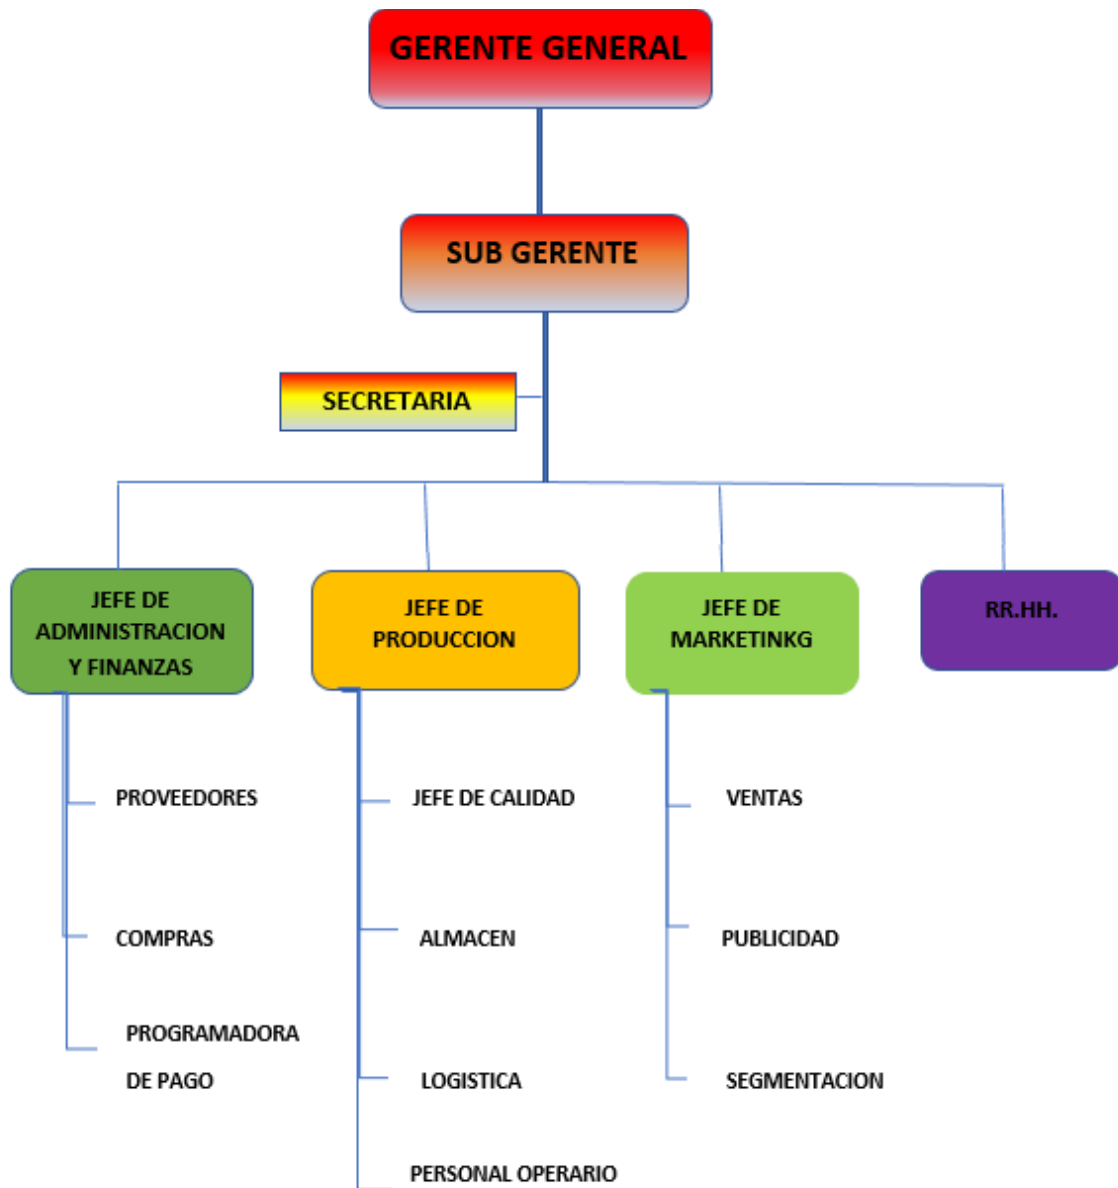 GERENTE GENERAL
SUB GERENTE
SECRETARIA
JEFE DE
ADMINISTRACION
Y FINANZAS
JEFE DE
PRODUCCION
JEFE DE
MARKETINKG
RR.HH.
PROVEEDORES
COMPRAS
PROGRAMADORA
DE PAGO
JEFE DE CALIDAD
ALMACEN
LOGISTICA
PERSONAL OPERARIO
VENTAS
PUBLICIDAD
SEGMENTACION